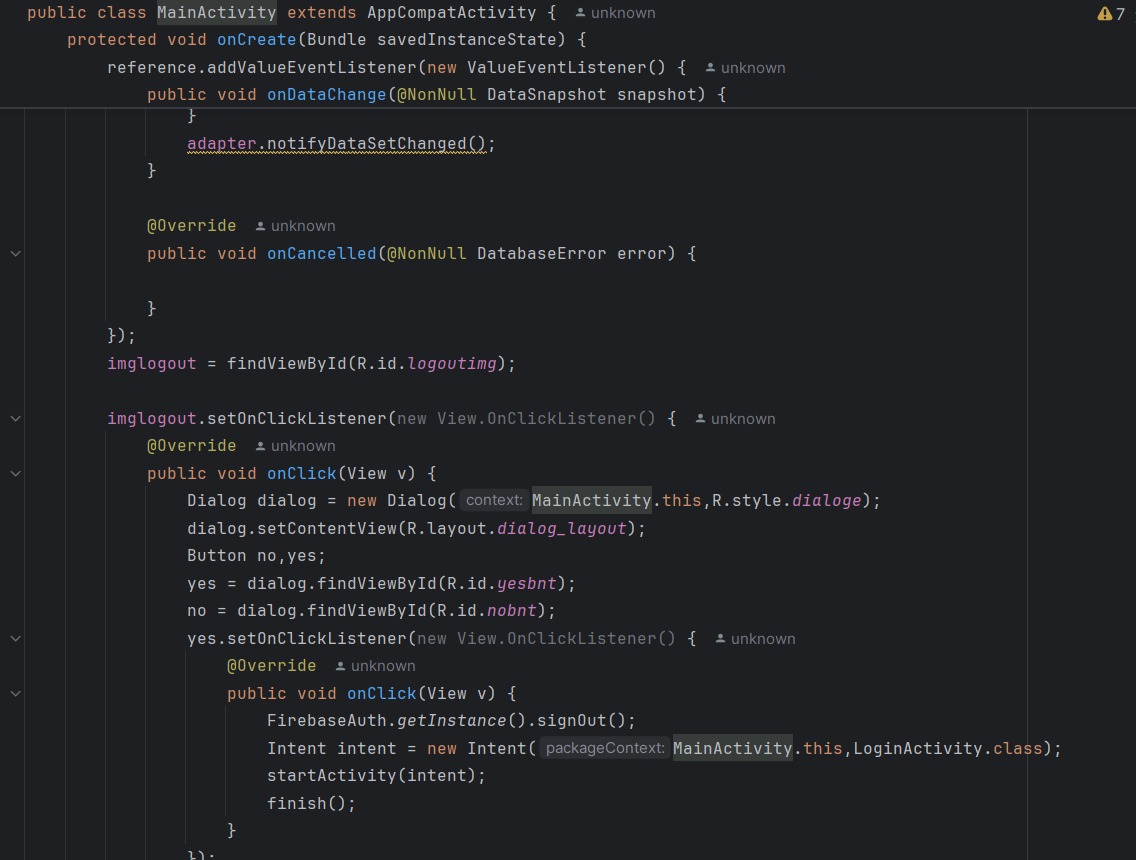 public class MainActivity extends AppCompatActivity { unknown
7
protected void onCreate(Bundle savedInstanceState) {
reference.addValueEventListener(new ValueEventListener() { unknown
public void onDataChange(@NonNull DataSnapshot snapshot) {
}
adapter.notifyDataSetChanged();
}
@Override unknown
public void onCancelled(@NonNull DatabaseError error) {
}
});
imglogout = findViewById(R.id.logoutimg);
imglogout.setOnClickListener(new View.OnClickListener() { unknown
@Override unknown
public void onClick(View v) {
Dialog dialog = new Dialog( context: MainActivity.this,R.style.dialoge);
dialog.setContentView(R.layout.dialog_layout);
Button no,yes;
yes = dialog.findViewById(R.id.yesbnt);
no = dialog.findViewById(R.id.nobnt);
yes.setOnClickListener(new View.OnClickListener() { unknown
@Override unknown
public void onClick(View v) {
FirebaseAuth.getInstance().signOut();
Intent intent = new Intent( packageContext: MainActivity.this,LoginActivity.class);
startActivity(intent);
finish();
}
});